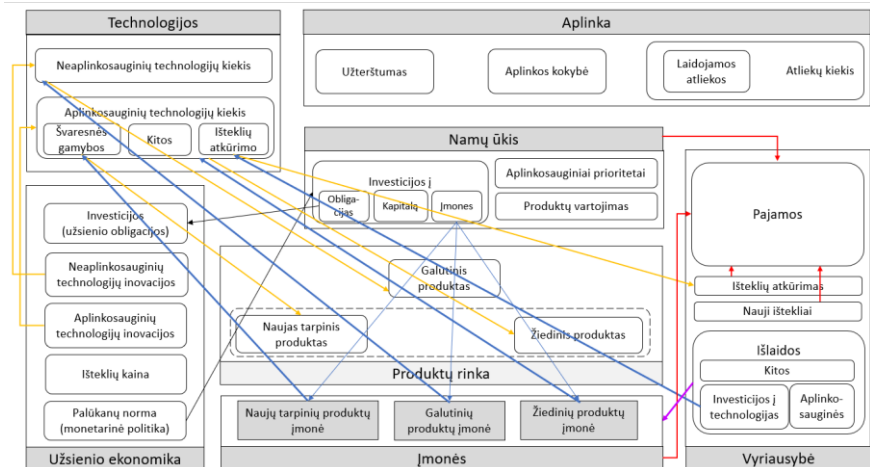 Technologijos
Neaplinkosauginių technologijų kiekis
Aplinkosauginių technologijų kiekis
Švaresnės
gamybos
Kitos
Išteklių
atkūrimo
Aplinka
Užterštumas
Aplinkos kokybė
Laidojamos
atliekos
Atliekų kiekis
Namų ūkis
Investicijos į
Obliga-
cijas
Kapitalą
Įmones
Aplinkosauginiai prioritetai
Produktų vartojimas
Užsienio ekonomika
Investicijos
(užsienio obligacijos)
Neaplinkosauginių
technologijų inovacijos
Aplinkosauginių
technologijų inovacijos
Išteklių kaina
Palūkanų norma
(monetarinė politika)
Galutinis
produktas
Naujas tarpinis
produktas
Žiedinis produktas
Produktų rinka
Naujų tarpinių produktų
įmonė
Galutinių
produktų įmonė
Žiedinių produktų
įmonė
Įmonės
Pajamos
Išteklių atkūrimas
Nauji ištekliai
Išlaidos
Kitos
Investicijos į
technologijas
Aplinko-
sauginės
Vyriausybė